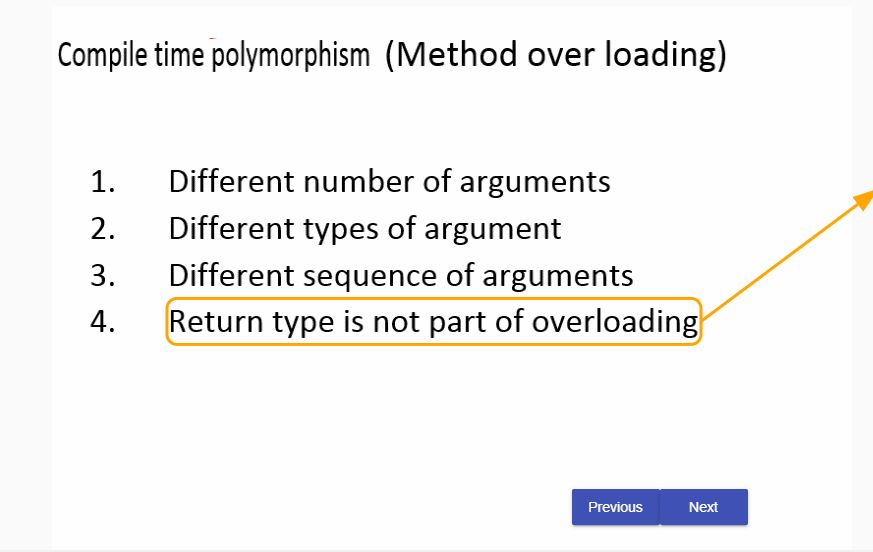 Compile time polymorphism (Method over loading)
1. Different number of arguments
2. Different types of argument
3. Different sequence of arguments
4. Return type is not part of overloading
Previous Next